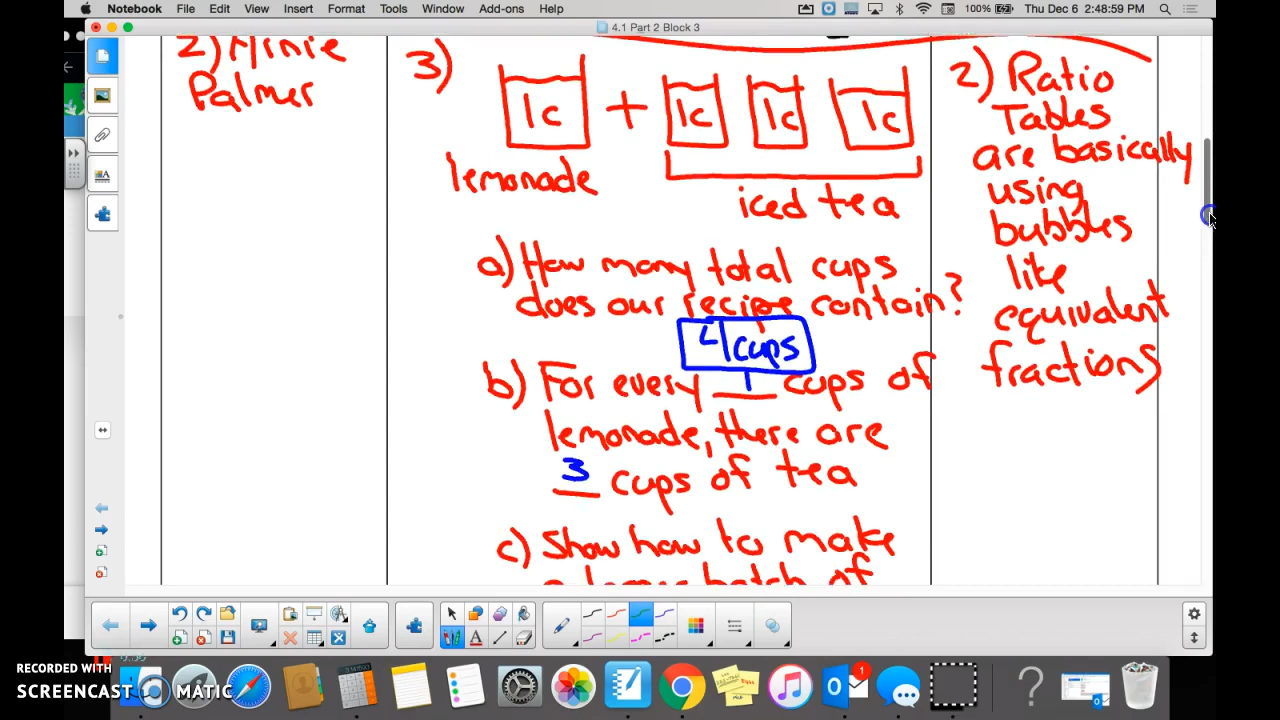 Notebook File Edit View Insert Format Tools Window Add-ons Help
100% Thu Dec 6 2:48:59 PM
4.1 Part 2 Block 3
2) Arnie
Palmer
3)
1c + 1c 1c 1c
lemonade
iced tea
a) How many total cups
does our recipe contain?
4 cups
b) For every 1 cups of
lemonade, there are
3 cups of tea
c) Show how to make
batch of
2) Ratio
Tables
are basically
using
bubbles
like
equivalent
fractions
RECORDED WITH
SCREENCAST MATIC
1